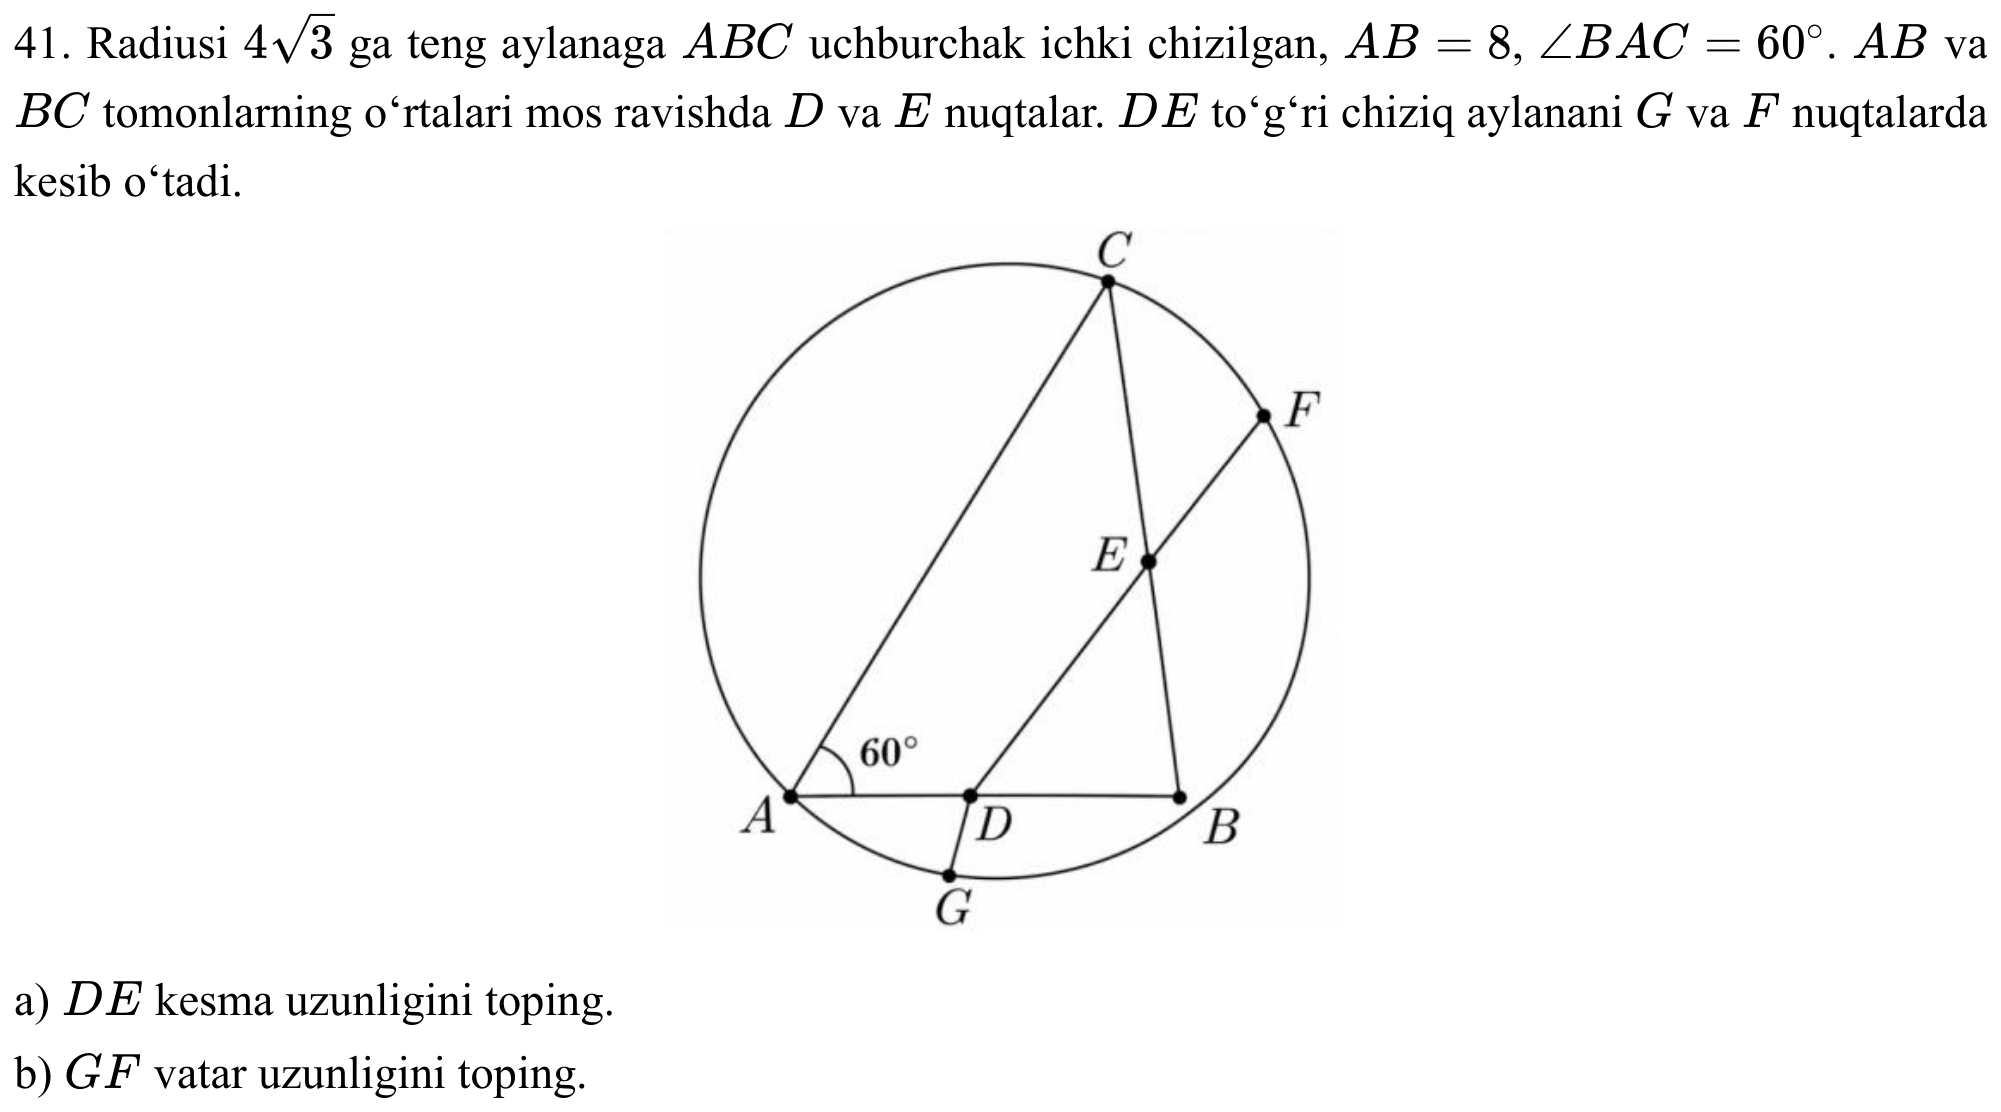 41. Radiusi 4√3 ga teng aylanaga ABC uchburchak ichki chizilgan, AB = 8, ∠BAC = 60°. AB va
BC tomonlarning o‘rtalari mos ravishda D va E nuqtalar. DE to‘g‘ri chiziq aylanani G va F nuqtalarda
kesib o‘tadi.
C
F
E
60°
A
D
B
G
a) DE kesma uzunligini toping.
b) GF vatar uzunligini toping.